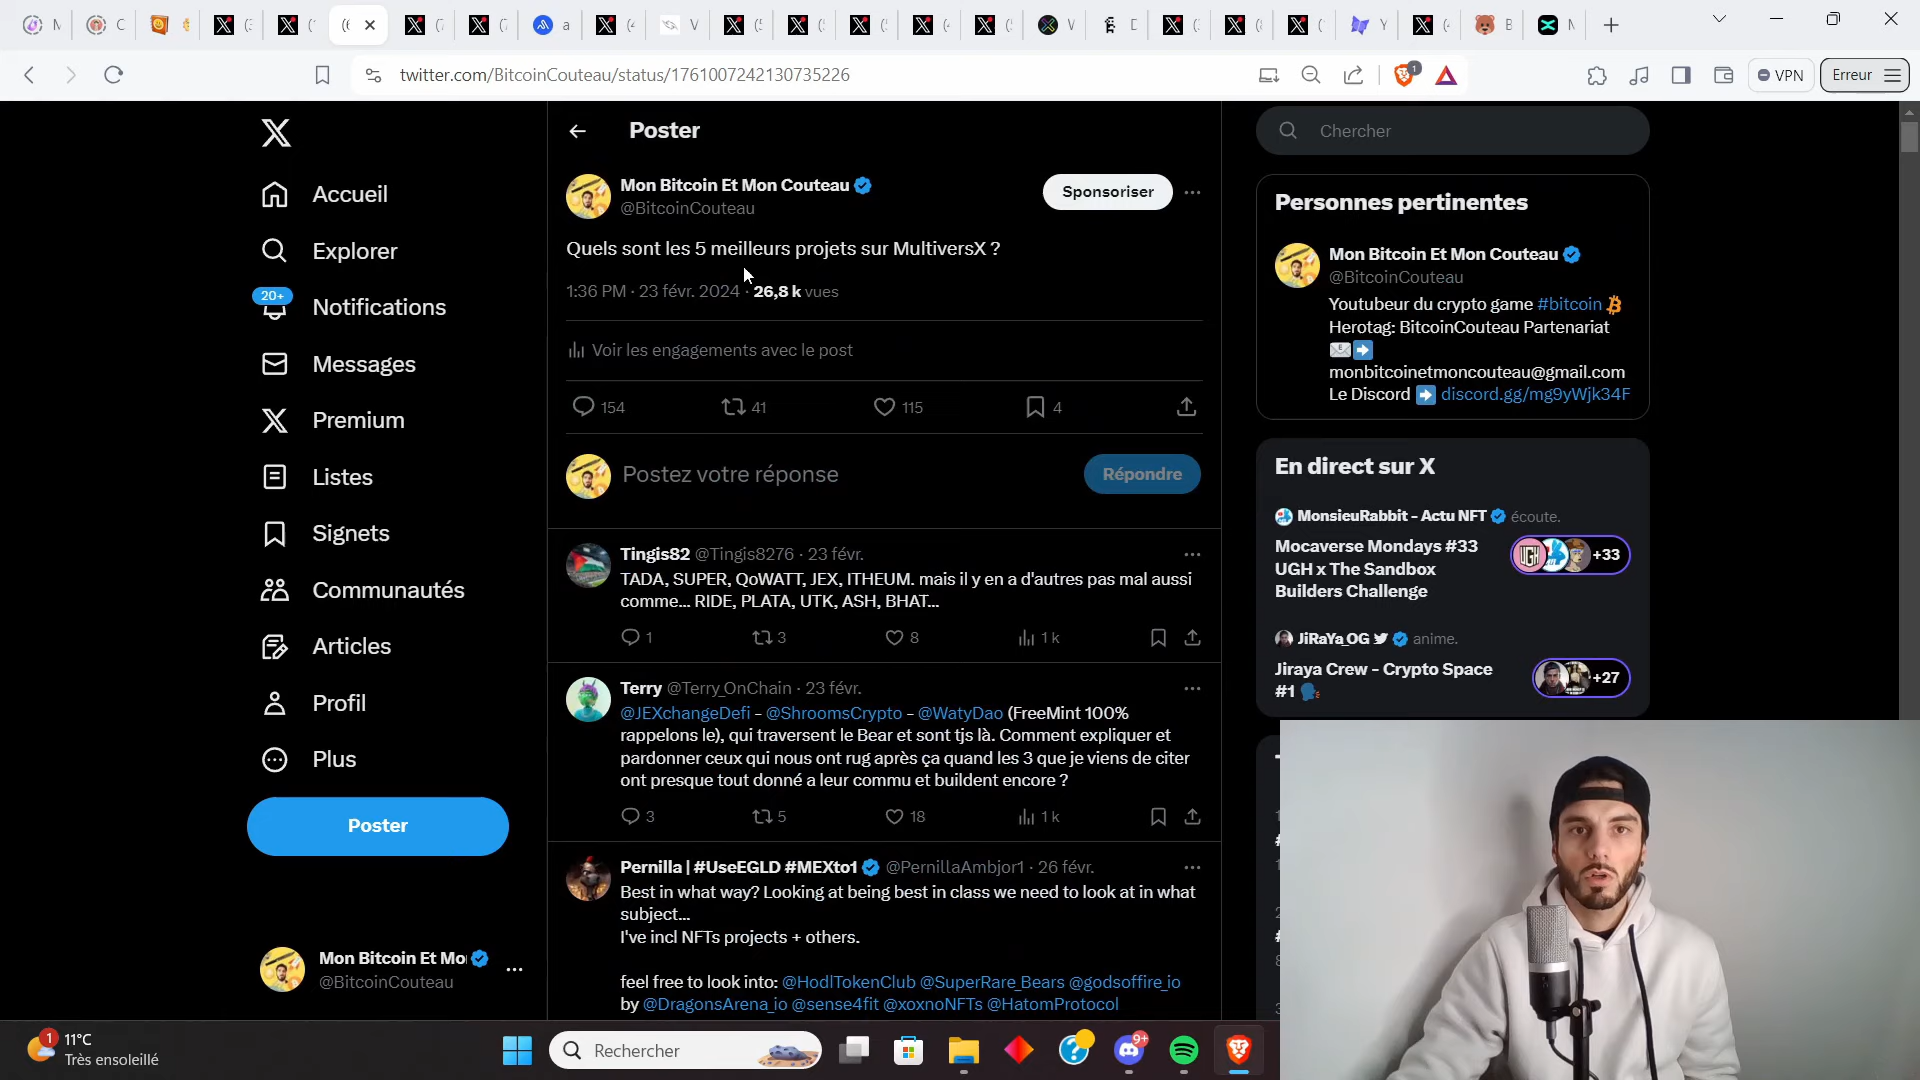 twitter.com/BitcoinCouteau/status/1761007242130735226
1
VPN
Erreur
Accueil
Explorer
20+
Notifications
Messages
Premium
Listes
Signets
Communautés
Articles
Profil
Plus
Poster
Mon Bitcoin Et Mo
@BitcoinCouteau
Poster
Mon Bitcoin Et Mon Couteau
@BitcoinCouteau
Sponsoriser
Quels sont les 5 meilleurs projets sur MultiversX ?
1:36 PM · 23 févr. 2024 · 26,8 k vues
Voir les engagements avec le post
154
41
115
4
Postez votre réponse
Répondre
Tingis82 @Tingis8276 · 23 févr.
TADA, SUPER, QoWATT, JEX, ITHEUM. mais il y en a d'autres pas mal aussi
comme... RIDE, PLATA, UTK, ASH, BHAT...
1
3
8
1 k
Terry @Terry_OnChain · 23 févr.
@JEXchangeDefi - @ShroomsCrypto - @WatyDao (FreeMint 100%
rappelons le), qui traversent le Bear et sont tjs là. Comment expliquer et
pardonner ceux qui nous ont rug après ça quand les 3 que je viens de citer
ont presque tout donné a leur commu et buildent encore ?
3
5
18
1 k
Pernilla | #UseEGLD #MEXto1 @PernillaAmbjor1 · 26 févr.
Best in what way? Looking at being best in class we need to look at in what
subject...
I've incl NFTs projects + others.
feel free to look into: @HodlTokenClub @SuperRare_Bears @godsoffire_io
by @DragonsArena_io @sense4fit @xoxnoNFTs @HatomProtocol
Chercher
Personnes pertinentes
Mon Bitcoin Et Mon Couteau
@BitcoinCouteau
Youtubeur du crypto game #bitcoin
Herotag: BitcoinCouteau Partenariat
monbitcoinetmoncouteau@gmail.com
Le Discord discord.gg/mg9yWjk34F
En direct sur X
MonsieuRabbit - Actu NFT écoute.
Mocaverse Mondays #33
UGH x The Sandbox
Builders Challenge
UGH
+33
JiRaYa_OG anime.
Jiraya Crew - Crypto Space
#1
+27
1
11°C
Très ensoleillé
Rechercher
9+